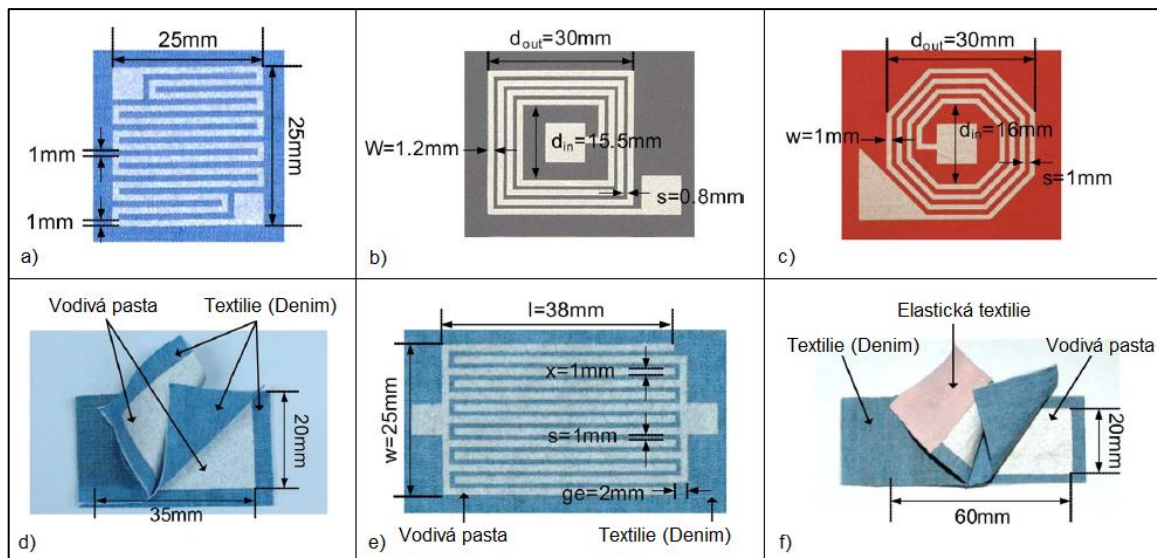 25mm
25mm
1mm
1mm
a)
d_out=30mm
W=1.2mm
d_in=15.5mm
s=0.8mm
b)
d_out=30mm
w=1mm
d_in=16mm
s=1mm
c)
Vodivá pasta
Textilie (Denim)
20mm
35mm
d)
l=38mm
w=25mm
x=1mm
s=1mm
ge=2mm
Vodivá pasta
Textilie (Denim)
e)
Elastická textilie
Textilie (Denim)
Vodivá pasta
20mm
60mm
f)